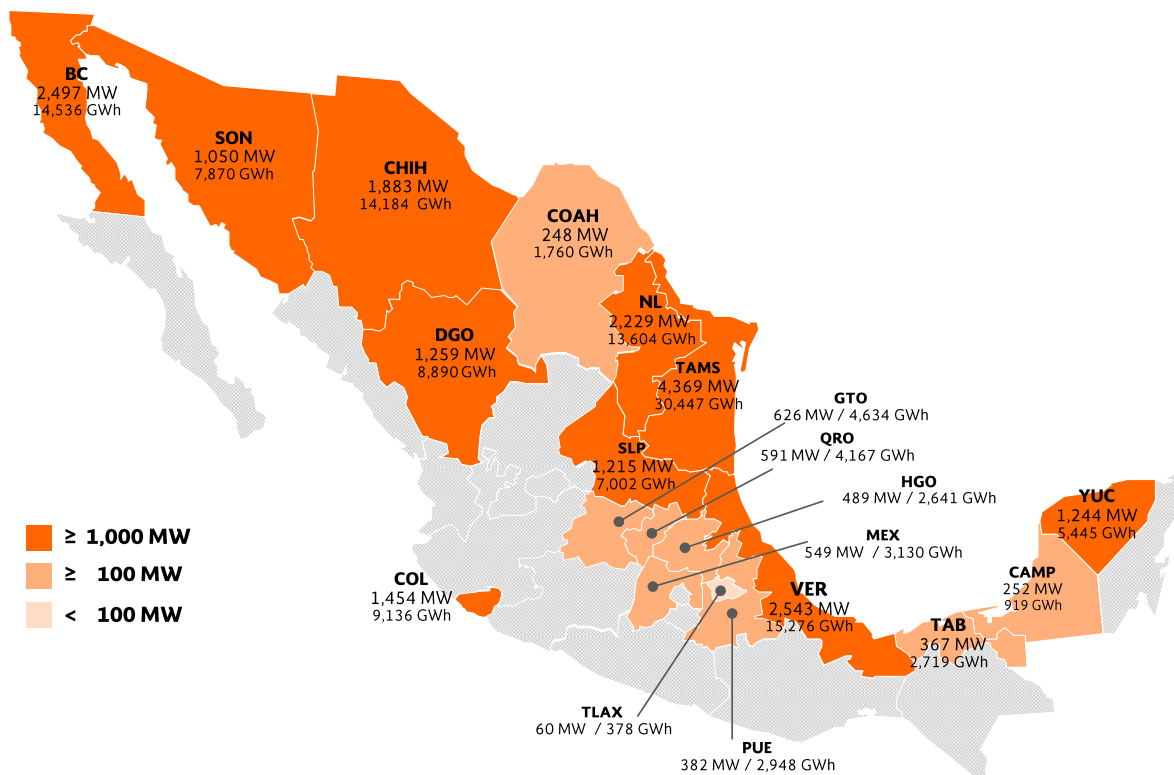 BC
2,497 MW
14,536 GWh
SON
1,050 MW
7,870 GWh
CHIH
1,883 MW
14,184 GWh
COAH
248 MW
1,760 GWh
NL
2,229 MW
13,604 GWh
DGO
1,259 MW
8,890 GWh
TAMS
4,369 MW
30,447 GWh
GTO
626 MW / 4,634 GWh
QRO
591 MW / 4,167 GWh
SLP
1,215 MW
7,002 GWh
HGO
489 MW / 2,641 GWh
MEX
549 MW / 3,130 GWh
YUC
1,244 MW
5,445 GWh
≥ 1,000 MW
≥ 100 MW
< 100 MW
COL
1,454 MW
9,136 GWh
VER
2,543 MW
15,276 GWh
CAMP
252 MW
919 GWh
TAB
367 MW
2,719 GWh
TLAX
60 MW / 378 GWh
PUE
382 MW / 2,948 GWh